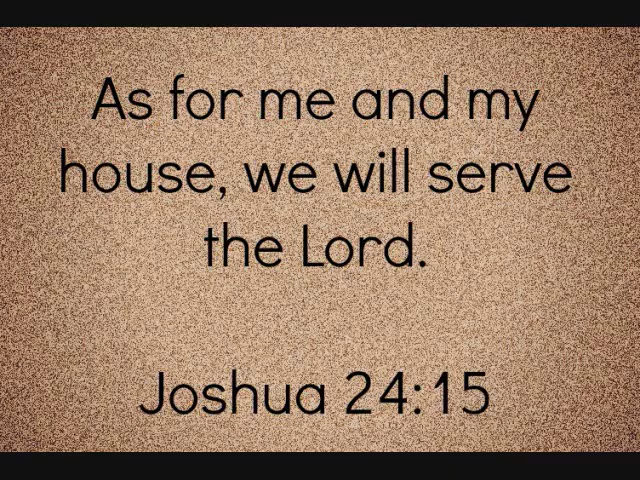 As for me and my
house, we will serve
the Lord.
Joshua 24:15